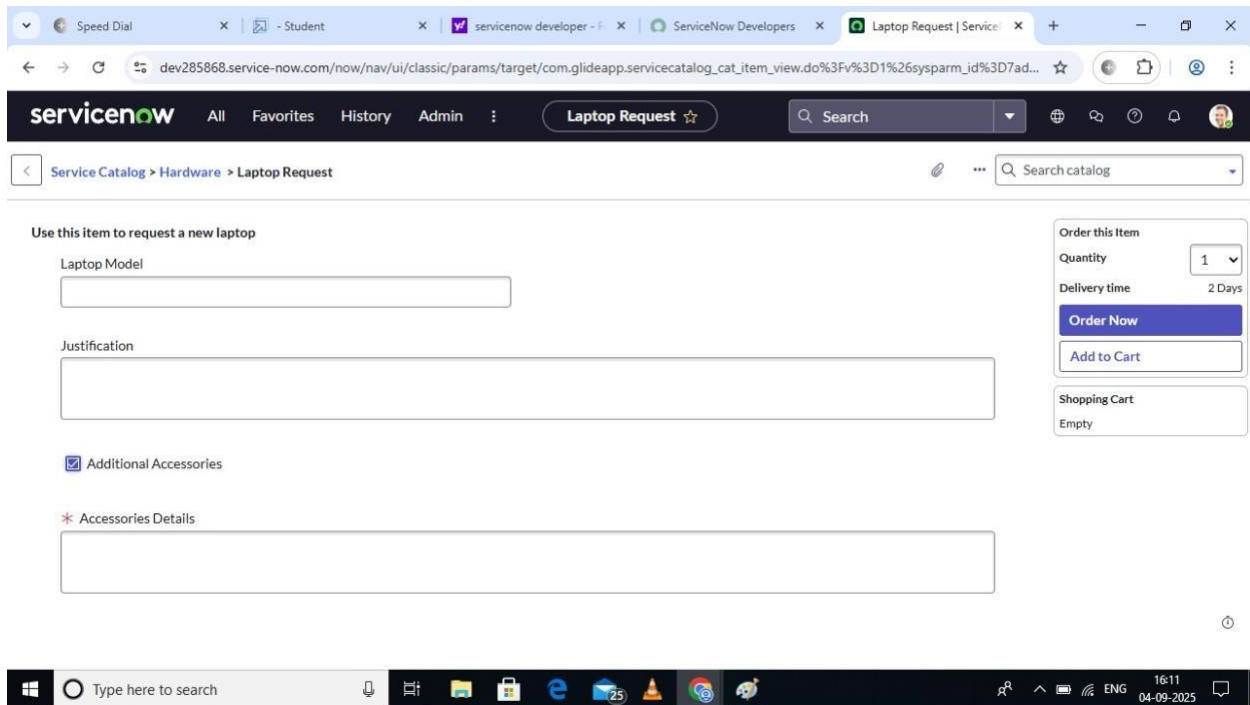 Speed Dial
- Student
servicenow developer - F
ServiceNow Developers
Laptop Request | Service
dev285868.service-now.com/now/nav/ui/classic/params/target/com.glideapp.servicecatalog_cat_item_view.do%3Fv%3D1%26sysparm_id%3D7ad...
servicenow All Favorites History Admin Laptop Request Search
Service Catalog > Hardware > Laptop Request
Search catalog
Use this item to request a new laptop
Laptop Model
Justification
Additional Accessories
* Accessories Details
Order this Item
Quantity 1
Delivery time 2 Days
Order Now
Add to Cart
Shopping Cart
Empty
Type here to search
25
ENG
16:11
04-09-2025